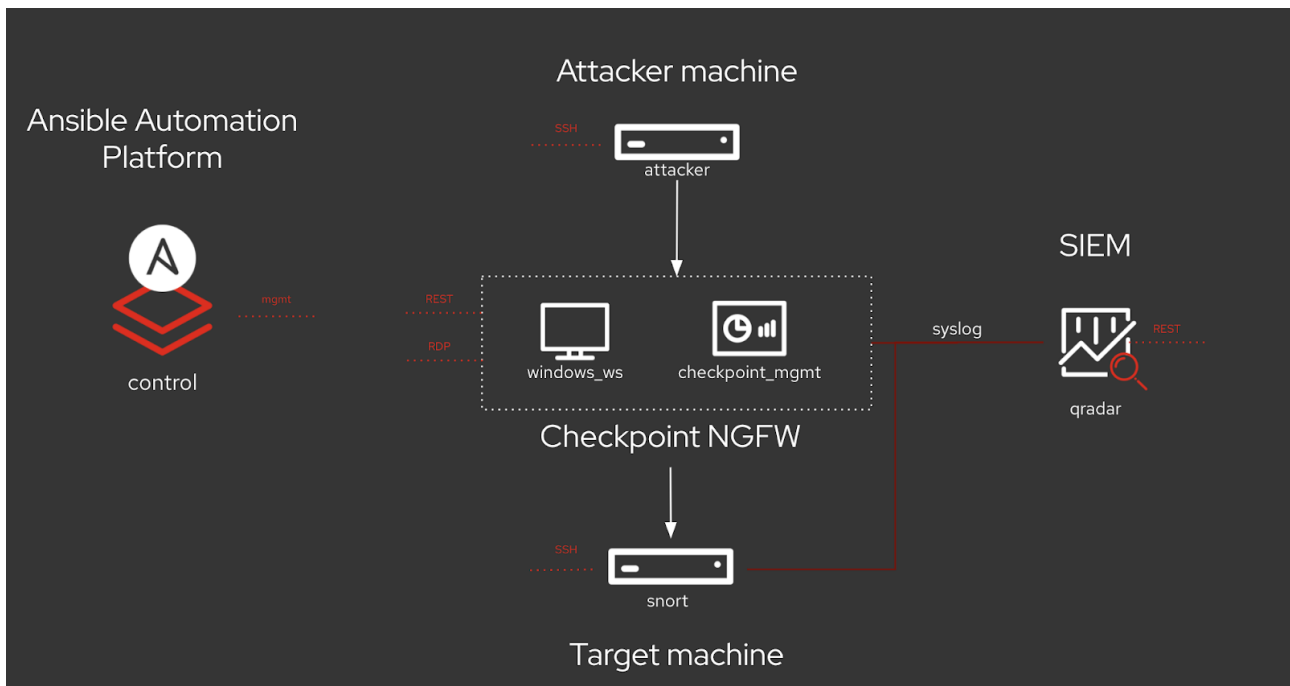 Attacker machine
Ansible Automation
Platform
SSH
attacker
SIEM
mgmt
REST
RDP
windows_ws
checkpoint_mgmt
syslog
REST
control
qradar
Checkpoint NGFW
SSH
snort
Target machine